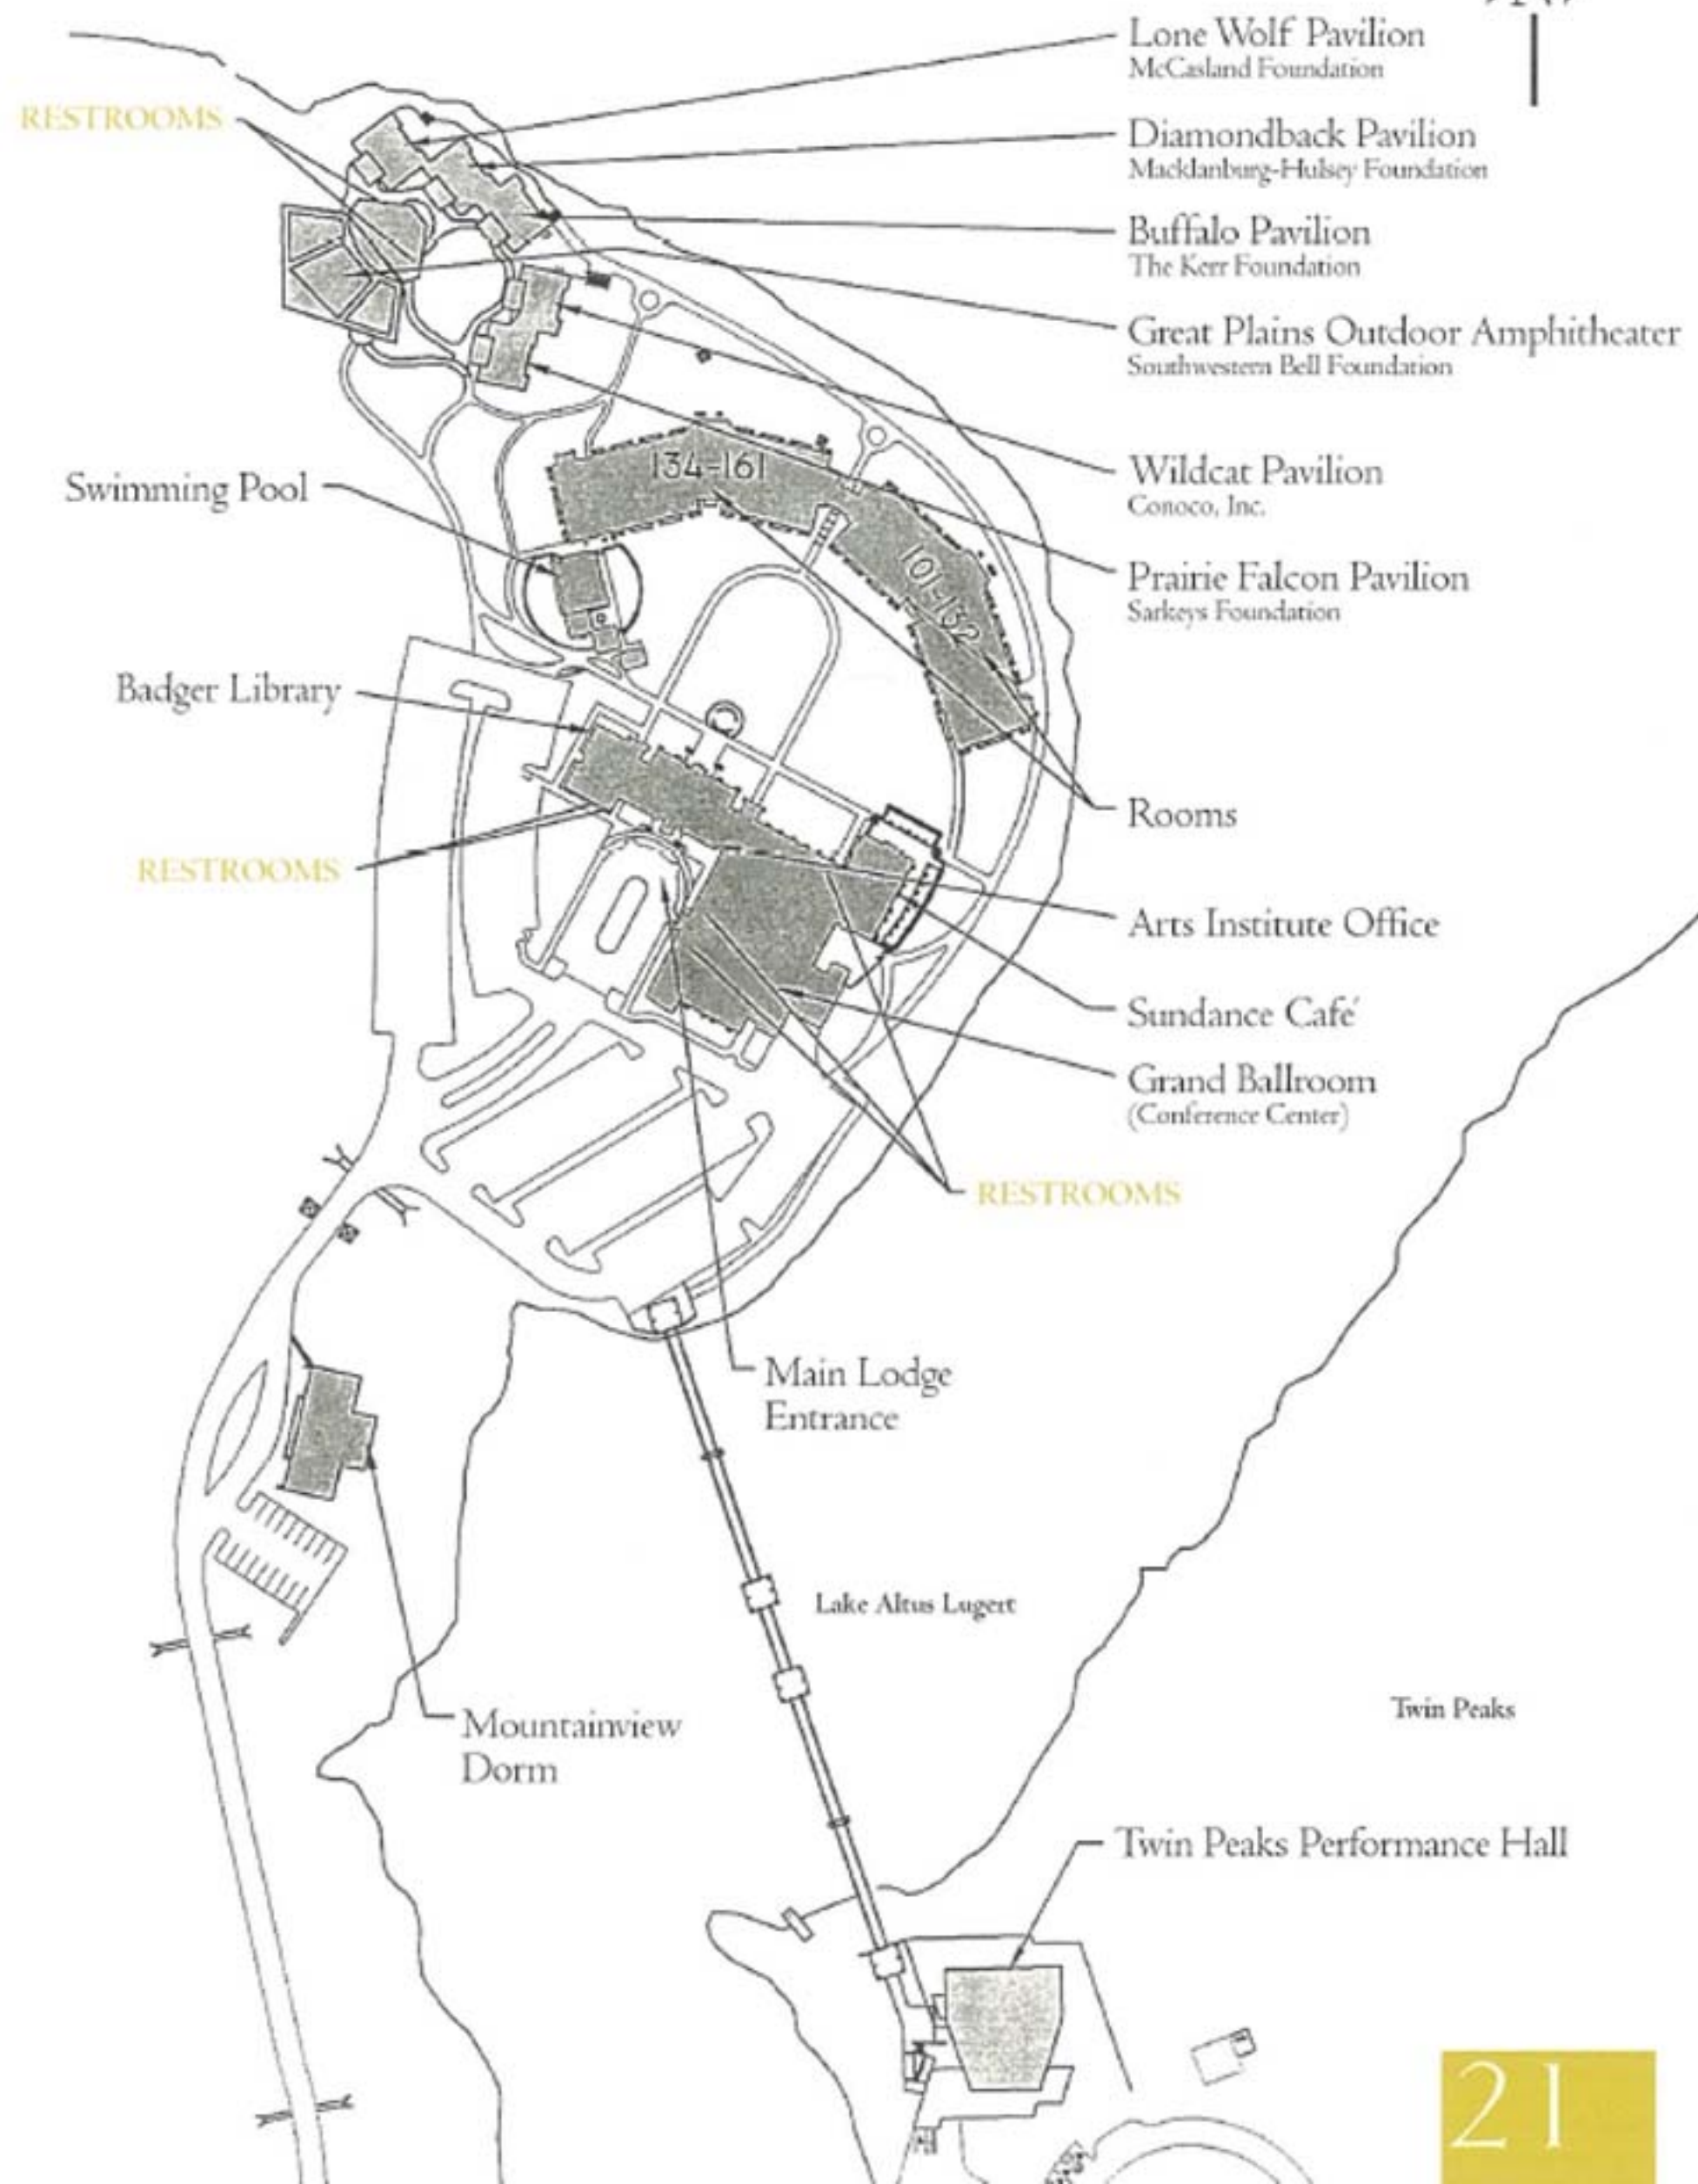 N
Lone Wolf Pavilion
McCasland Foundation
RESTROOMS
Diamondback Pavilion
Macklanburg-Hulsey Foundation
Buffalo Pavilion
The Kerr Foundation
Great Plains Outdoor Amphitheater
Southwestern Bell Foundation
134-161
Swimming Pool
Wildcat Pavilion
Conoco, Inc.
101-132
Prairie Falcon Pavilion
Sarkeys Foundation
Badger Library
Rooms
RESTROOMS
Arts Institute Office
Sundance Café
Grand Ballroom
(Conference Center)
RESTROOMS
Main Lodge
Entrance
Lake Altus Lugert
Twin Peaks
Mountainview
Dorm
Twin Peaks Performance Hall
21